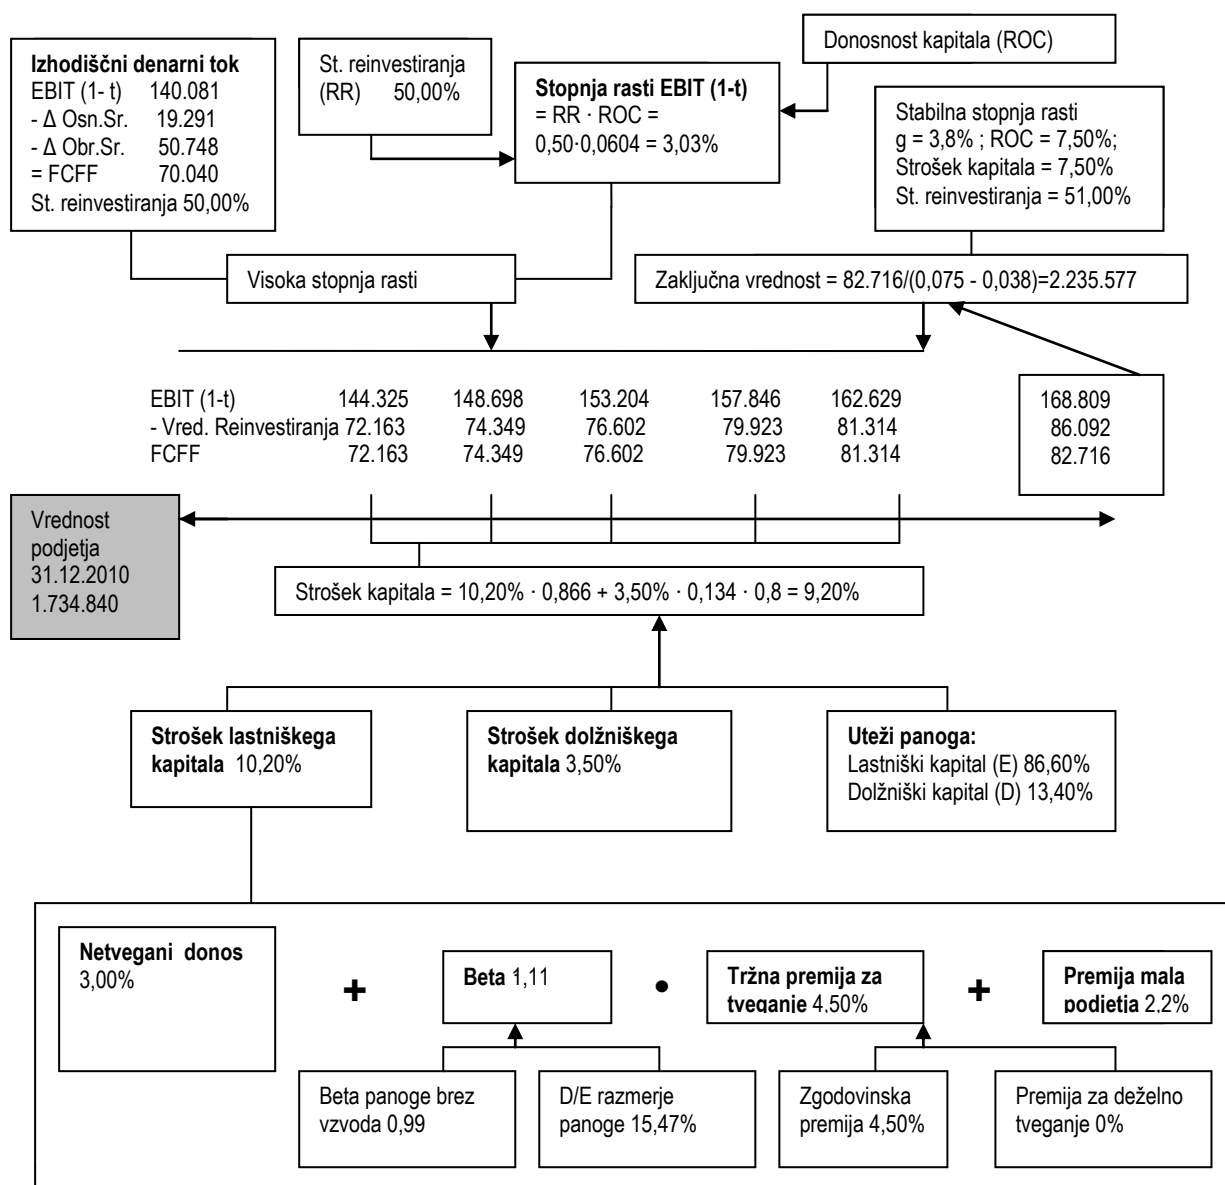 Izhodiščni denarni tok
EBIT (1- t) 140.081
- Δ Osn.Sr. 19.291
- Δ Obr.Sr. 50.748
= FCFF 70.040
St. reinvestiranja 50,00%
St. reinvestiranja
(RR) 50,00%
Stopnja rasti EBIT (1-t)
= RR · ROC =
0,50·0,0604 = 3,03%
Donosnost kapitala (ROC)
Stabilna stopnja rasti
g = 3,8% ; ROC = 7,50%;
Strošek kapitala = 7,50%
St. reinvestiranja = 51,00%
Visoka stopnja rasti
Zaključna vrednost = 82.716/(0,075 - 0,038)=2.235.577
EBIT (1-t) 144.325 148.698 153.204 157.846 162.629 168.809
- Vred. Reinvestiranja 72.163 74.349 76.602 79.923 81.314 86.092
FCFF 72.163 74.349 76.602 79.923 81.314 82.716
Vrednost
podjetja
31.12.2010
1.734.840
Strošek kapitala = 10,20% · 0,866 + 3,50% · 0,134 · 0,8 = 9,20%
Strošek lastniškega
kapitala 10,20%
Strošek dolžniškega
kapitala 3,50%
Uteži panoga:
Lastniški kapital (E) 86,60%
Dolžniški kapital (D) 13,40%
Netvegani donos
3,00%
+
Beta 1,11
•
Tržna premija za
tveganje 4,50%
+
Premija mala
podjetja 2,2%
Beta panoge brez
vzvoda 0,99
D/E razmerje
panoge 15,47%
Zgodovinska
premija 4,50%
Premija za deželno
tveganje 0%